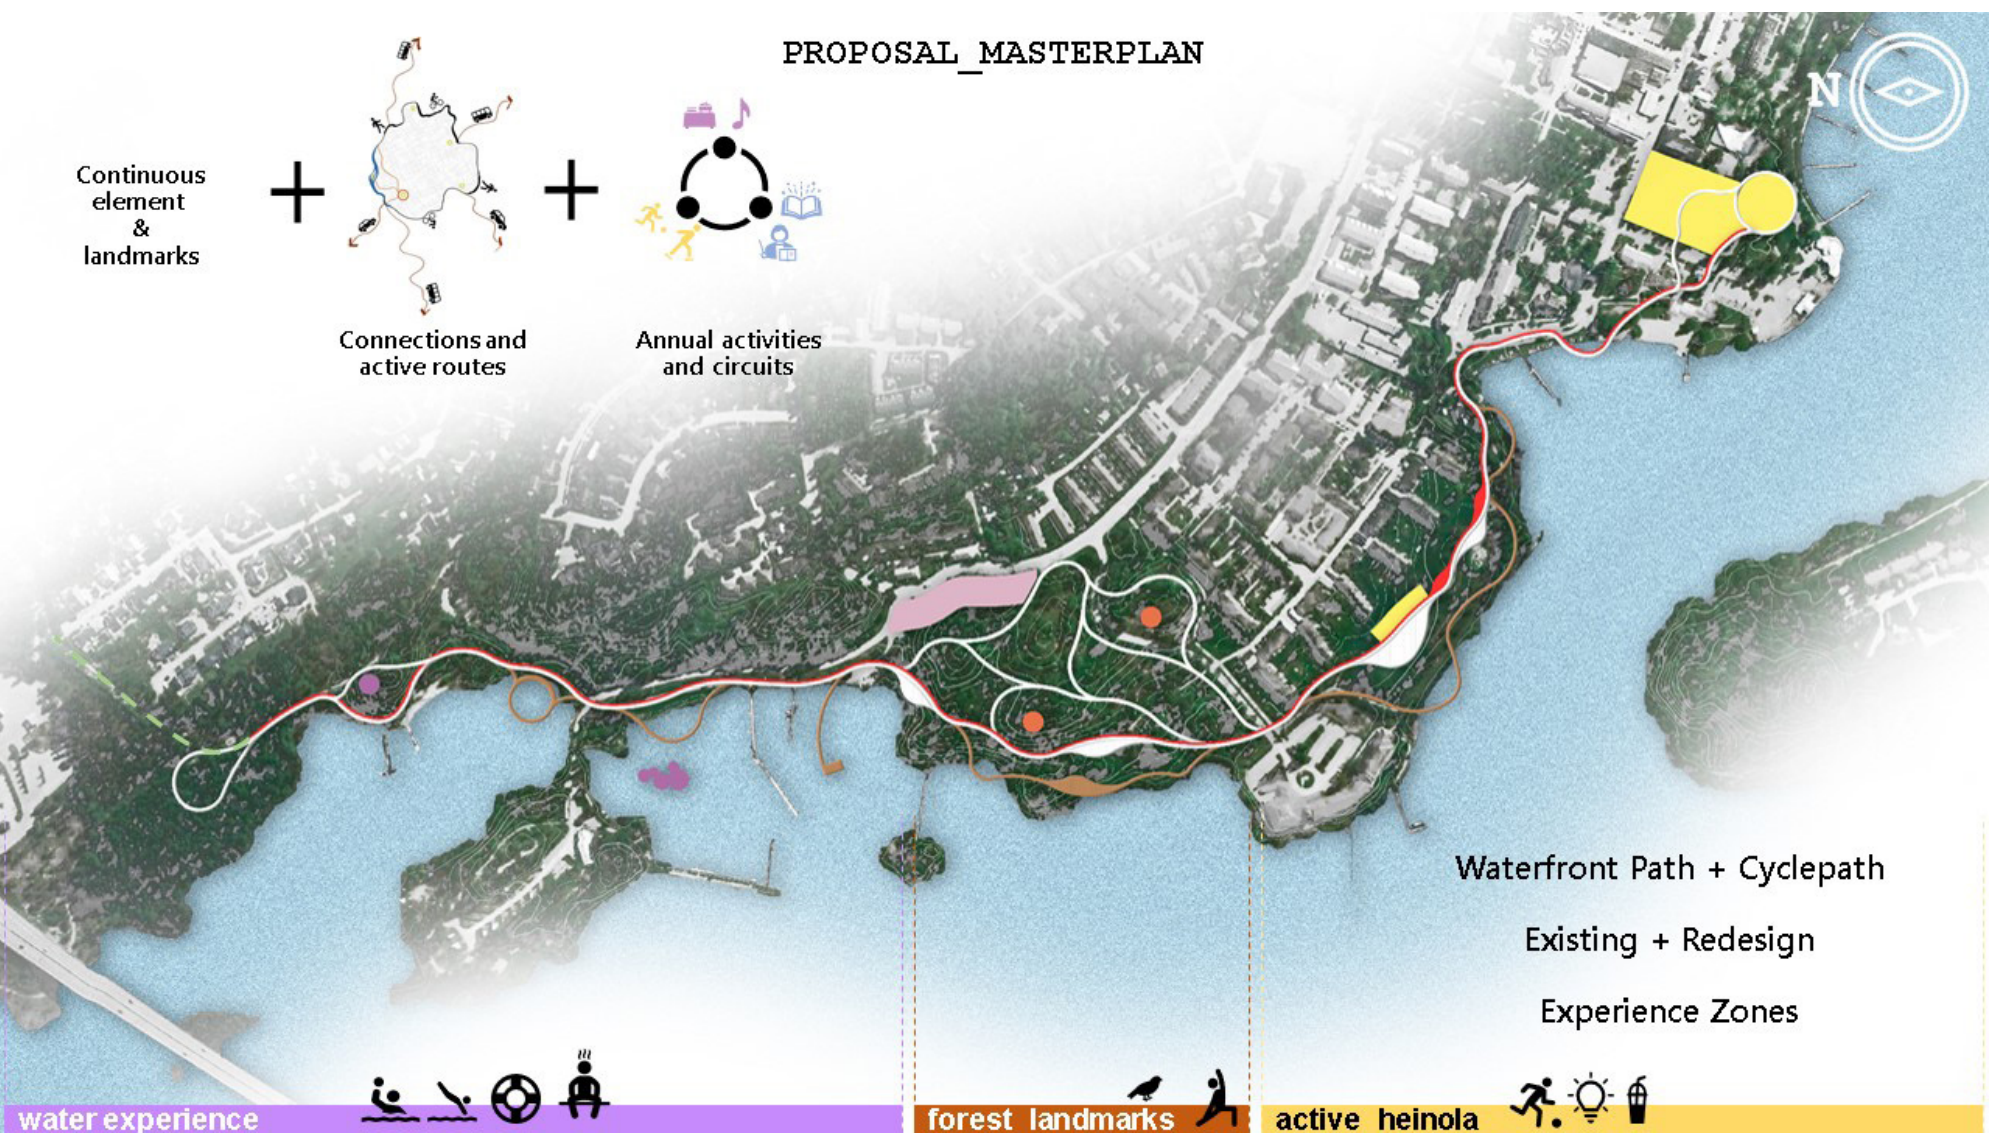 PROPOSAL_MASTERPLAN
N
Continuous
element
&
landmarks
+
+
Connections and
active routes
Annual activities
and circuits
Waterfront Path + Cyclepath
Existing + Redesign
Experience Zones
water experience
forest landmarks
active heinola